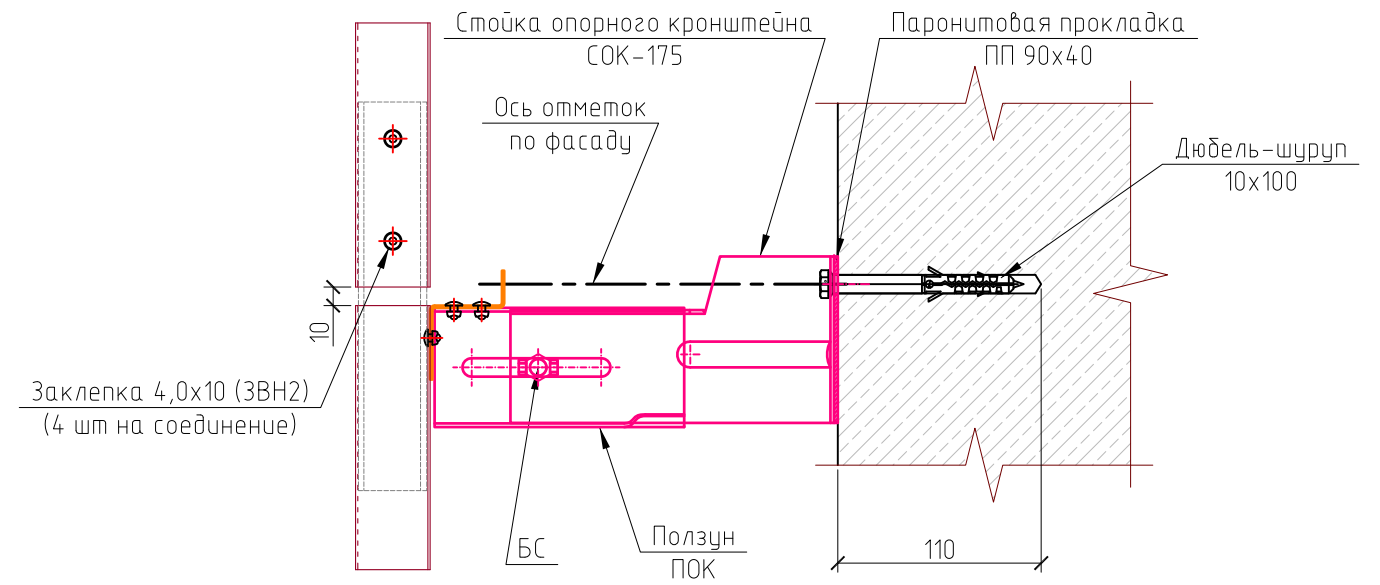 Стойка опорного кронштейна
СОК-175
Паронитовая прокладка
ПП 90х40
Ось отметок
по фасаду
Дюбель-шуруп
10х100
10
Заклепка 4,0х10 (ЗВН2)
(4 шт на соединение)
БС
Ползун
ПОК
110